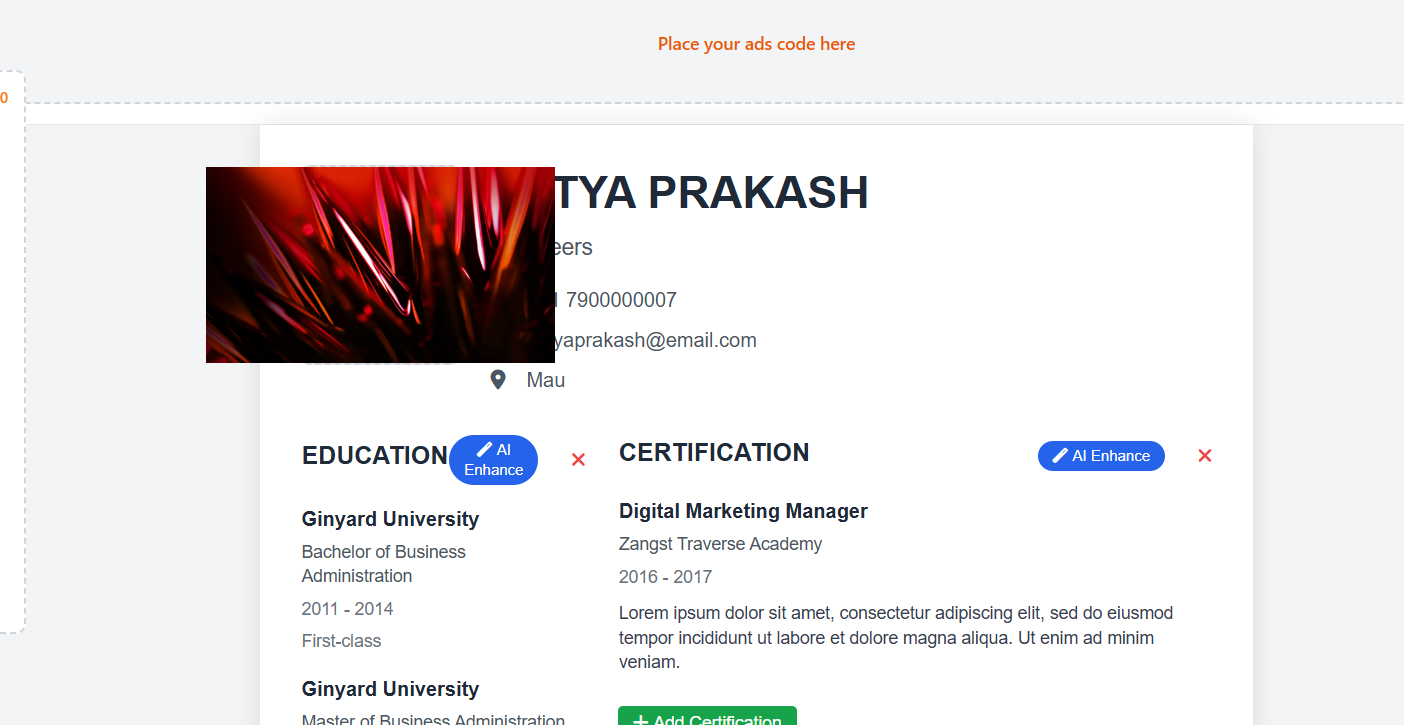 Place your ads code here
0
TYA PRAKASH
eers
7900000007
yaprakash@email.com
Mau
EDUCATION
AI
Enhance
Ginyard University
Bachelor of Business
Administration
2011 - 2014
First-class
Ginyard University
Master of Business Administration
CERTIFICATION
AI Enhance
Digital Marketing Manager
Zangst Traverse Academy
2016 - 2017
Lorem ipsum dolor sit amet, consectetur adipiscing elit, sed do eiusmod
tempor incididunt ut labore et dolore magna aliqua. Ut enim ad minim
veniam.
Add Certification